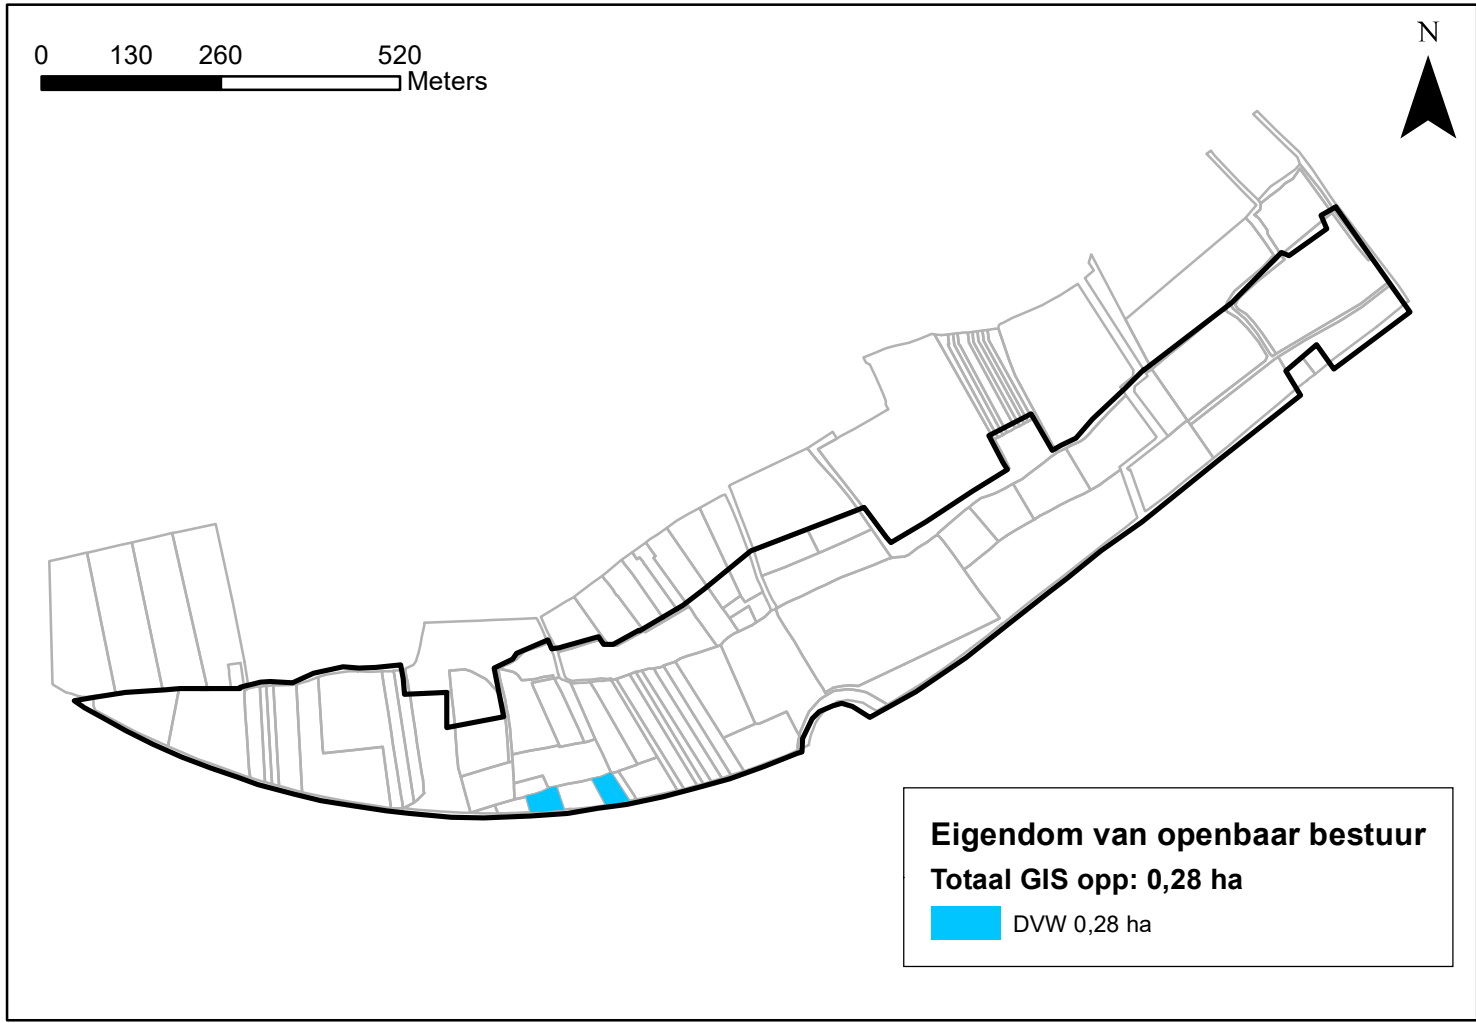 0 130 260 520
Meters
N
Eigendom van openbaar bestuur
Totaal GIS opp: 0,28 ha
DVW 0,28 ha